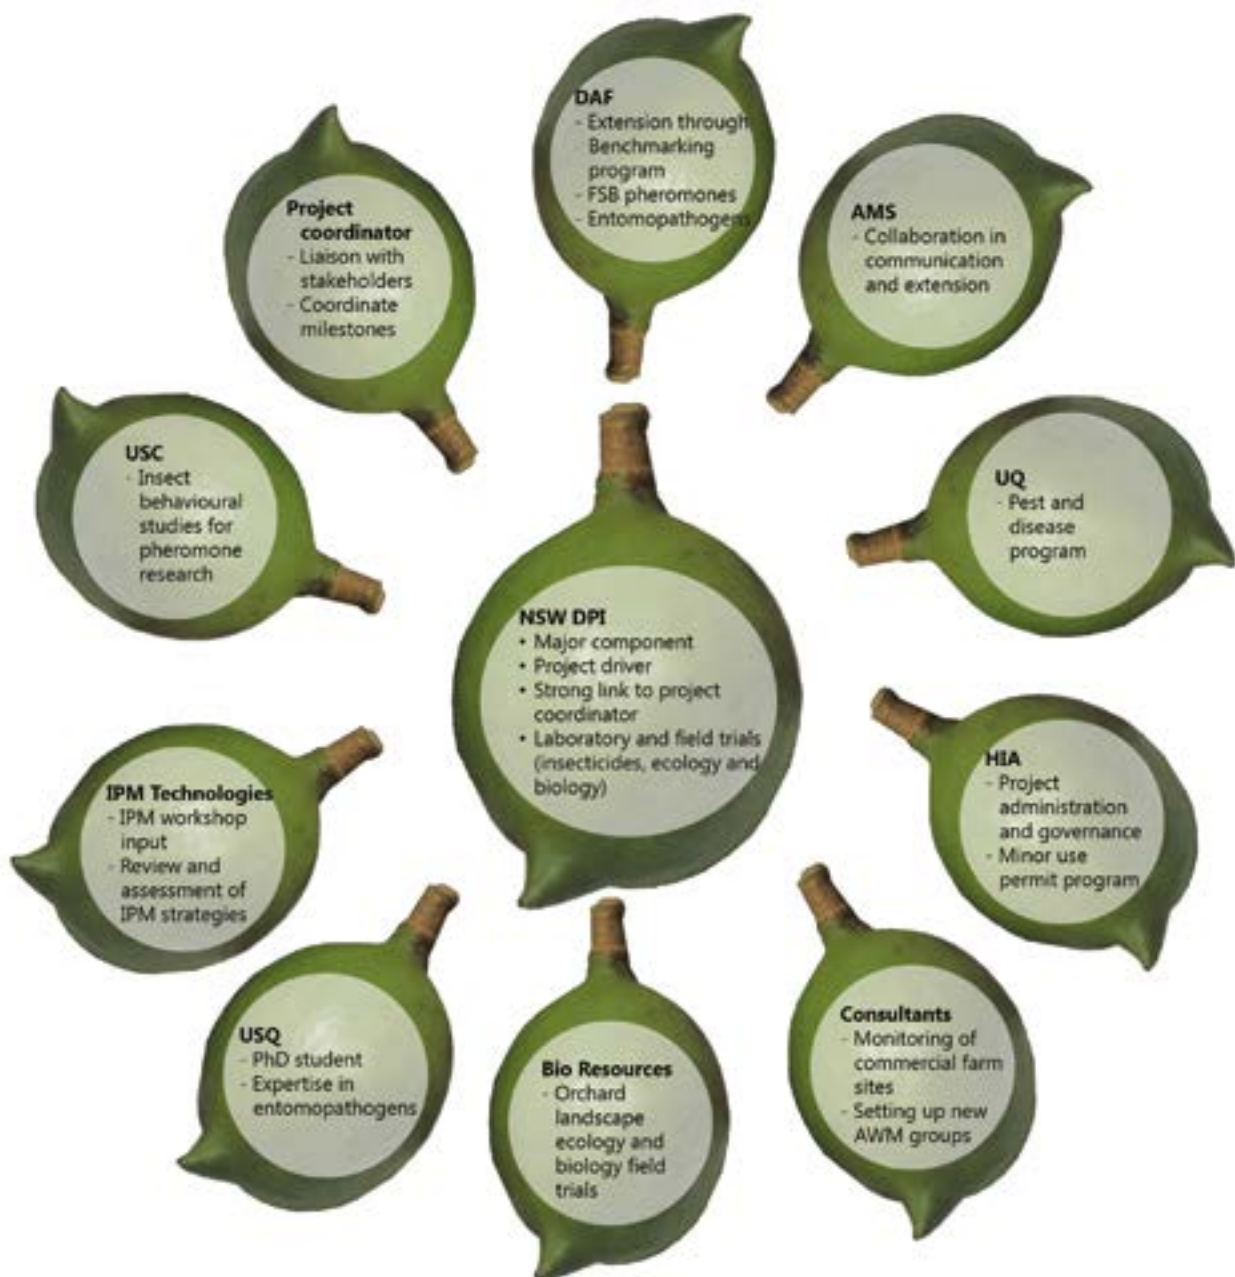 DAF
- Extension through
Benchmarking
program
- FSB pheromones
- Entomopathogens
AMS
- Collaboration in
communication
and extension
UQ
- Pest and
disease
program
HIA
- Project
administration
and governance
- Minor use
permit program
Consultants
- Monitoring of
commercial farm
sites
- Setting up new
AWM groups
Bio Resources
- Orchard
landscape
ecology and
biology field
trials
USQ
- PhD student
- Expertise in
entomopathogens
IPM Technologies
- IPM workshop
input
- Review and
assessment of
IPM strategies
USC
- Insect
behavioural
studies for
pheromone
research
Project
coordinator
- Liaison with
stakeholders
- Coordinate
milestones
NSW DPI
• Major component
• Project driver
• Strong link to project
coordinator
• Laboratory and field trials
(insecticides, ecology and
biology)